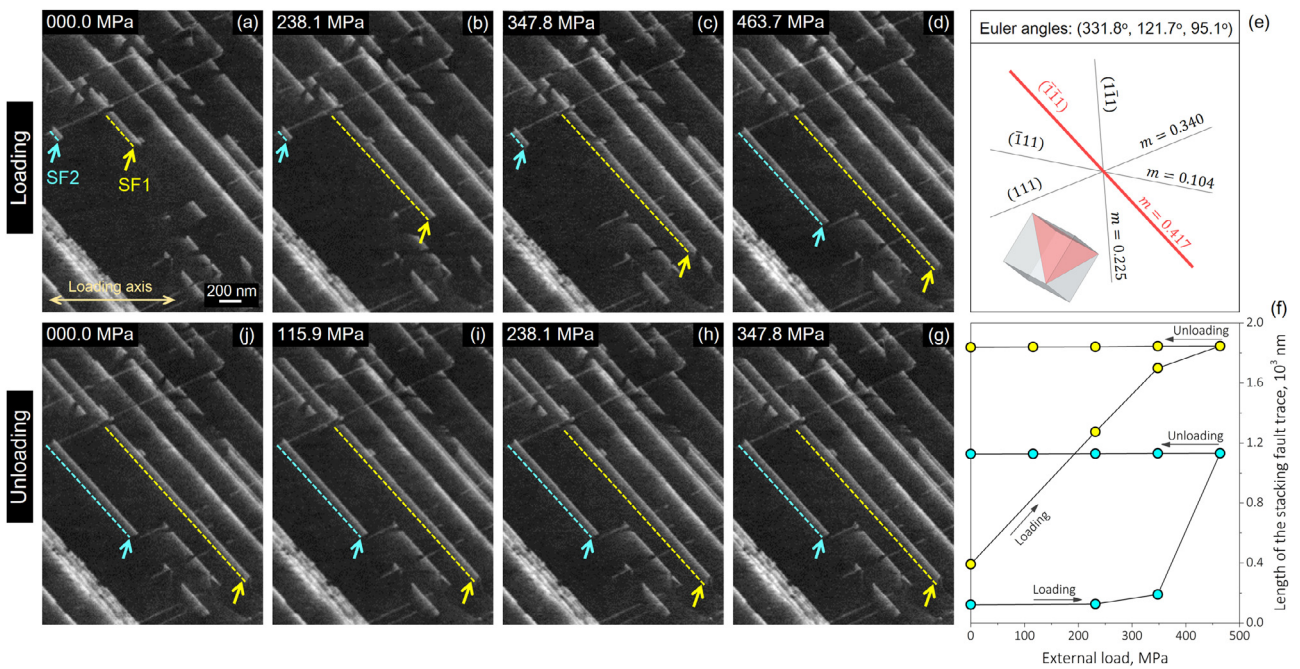 Loading
000.0 MPa (a)
SF2
SF1
Loading axis
200 nm
238.1 MPa (b)
347.8 MPa (c)
463.7 MPa (d)
Euler angles: (331.8º, 121.7º, 95.1º)
(e)
(1̅1̅1)
(11̅1)
(1̅11)
(111)
m = 0.340
m = 0.104
m = 0.417
m = 0.225
Unloading
000.0 MPa (j)
115.9 MPa (i)
238.1 MPa (h)
347.8 MPa (g)
(f)
Unloading
Unloading
Loading
Loading
2.0
1.6
1.2
0.8
0.4
0.0
Length of the stacking fault trace, 10³ nm
0 100 200 300 400 500
External load, MPa